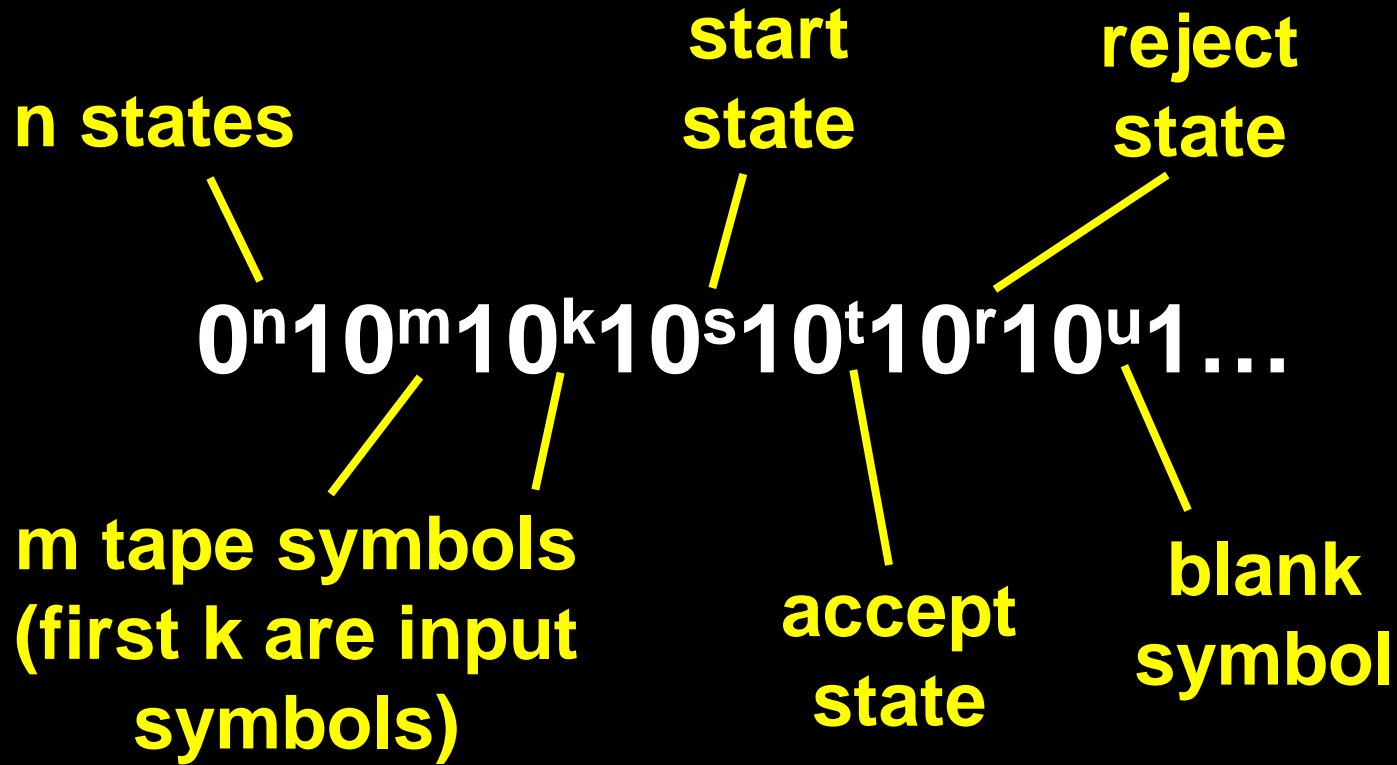 start
state
reject
state
n states
0ⁿ10ᵐ10ᵏ10ˢ10ᵗ10ʳ10ᵘ1…
m tape symbols
(first k are input
symbols)
accept
state
blank
symbol